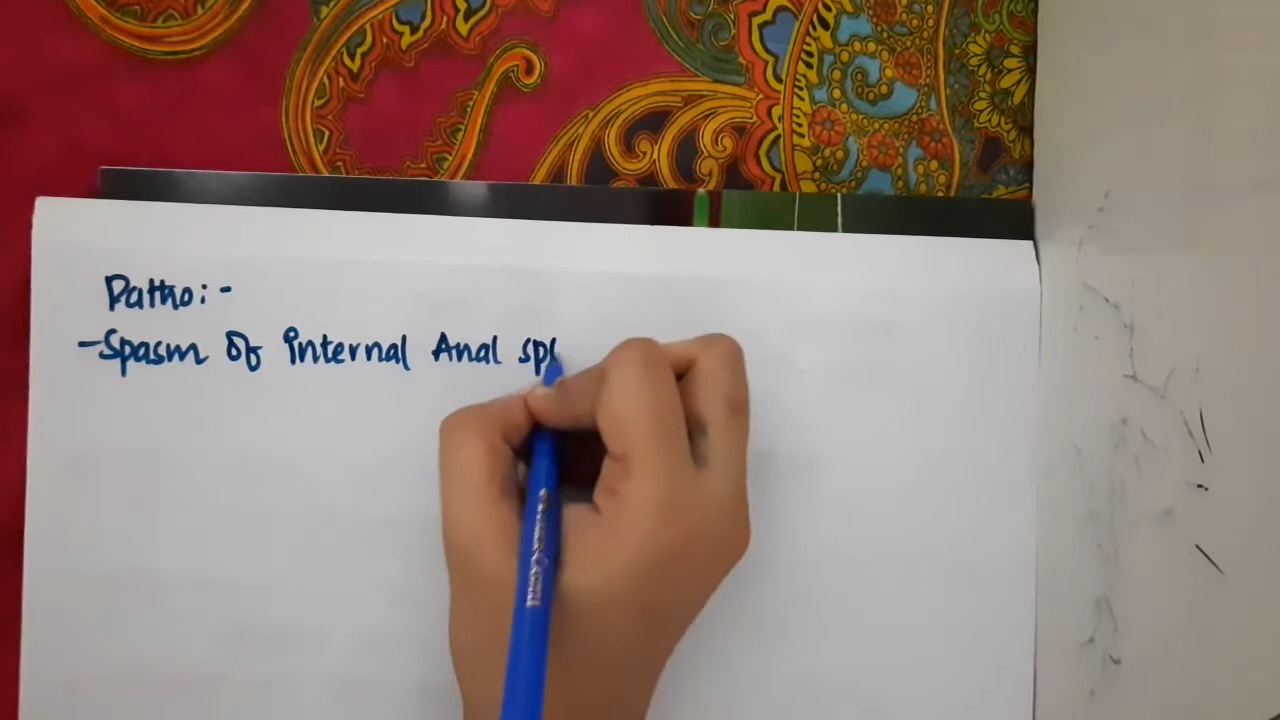 Patho:-
-Spasm of internal Anal sp